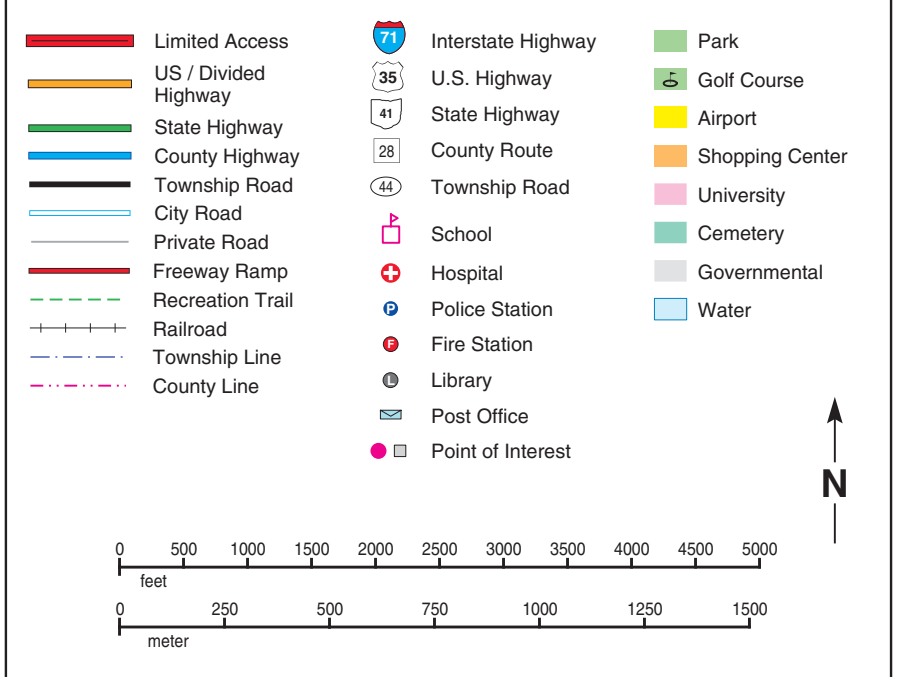 Limited Access
US / Divided
Highway
State Highway
County Highway
Township Road
City Road
Private Road
Freeway Ramp
Recreation Trail
Railroad
Township Line
County Line
71 Interstate Highway
35 U.S. Highway
41 State Highway
28 County Route
44 Township Road
School
Hospital
P Police Station
F Fire Station
L Library
Post Office
Point of Interest
Park
Golf Course
Airport
Shopping Center
University
Cemetery
Governmental
Water
N
0 500 1000 1500 2000 2500 3000 3500 4000 4500 5000
feet
0 250 500 750 1000 1250 1500
meter